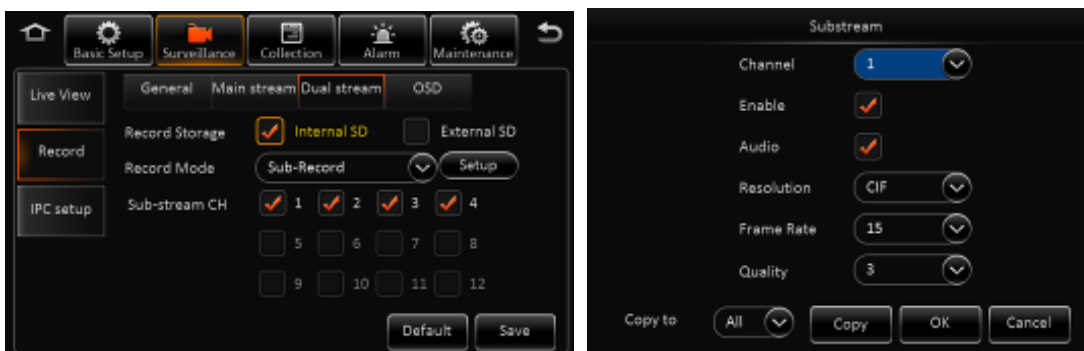 Basic Setup Surveillance Collection Alarm Maintenance
Live View
Record
IPC setup
General Main stream Dual stream OSD
Record Storage Internal SD External SD
Record Mode Sub-Record Setup
Sub-stream CH 1 2 3 4
5 6 7 8
9 10 11 12
Default Save
Substream
Channel 1
Enable
Audio
Resolution CIF
Frame Rate 15
Quality 3
Copy to All Copy OK Cancel